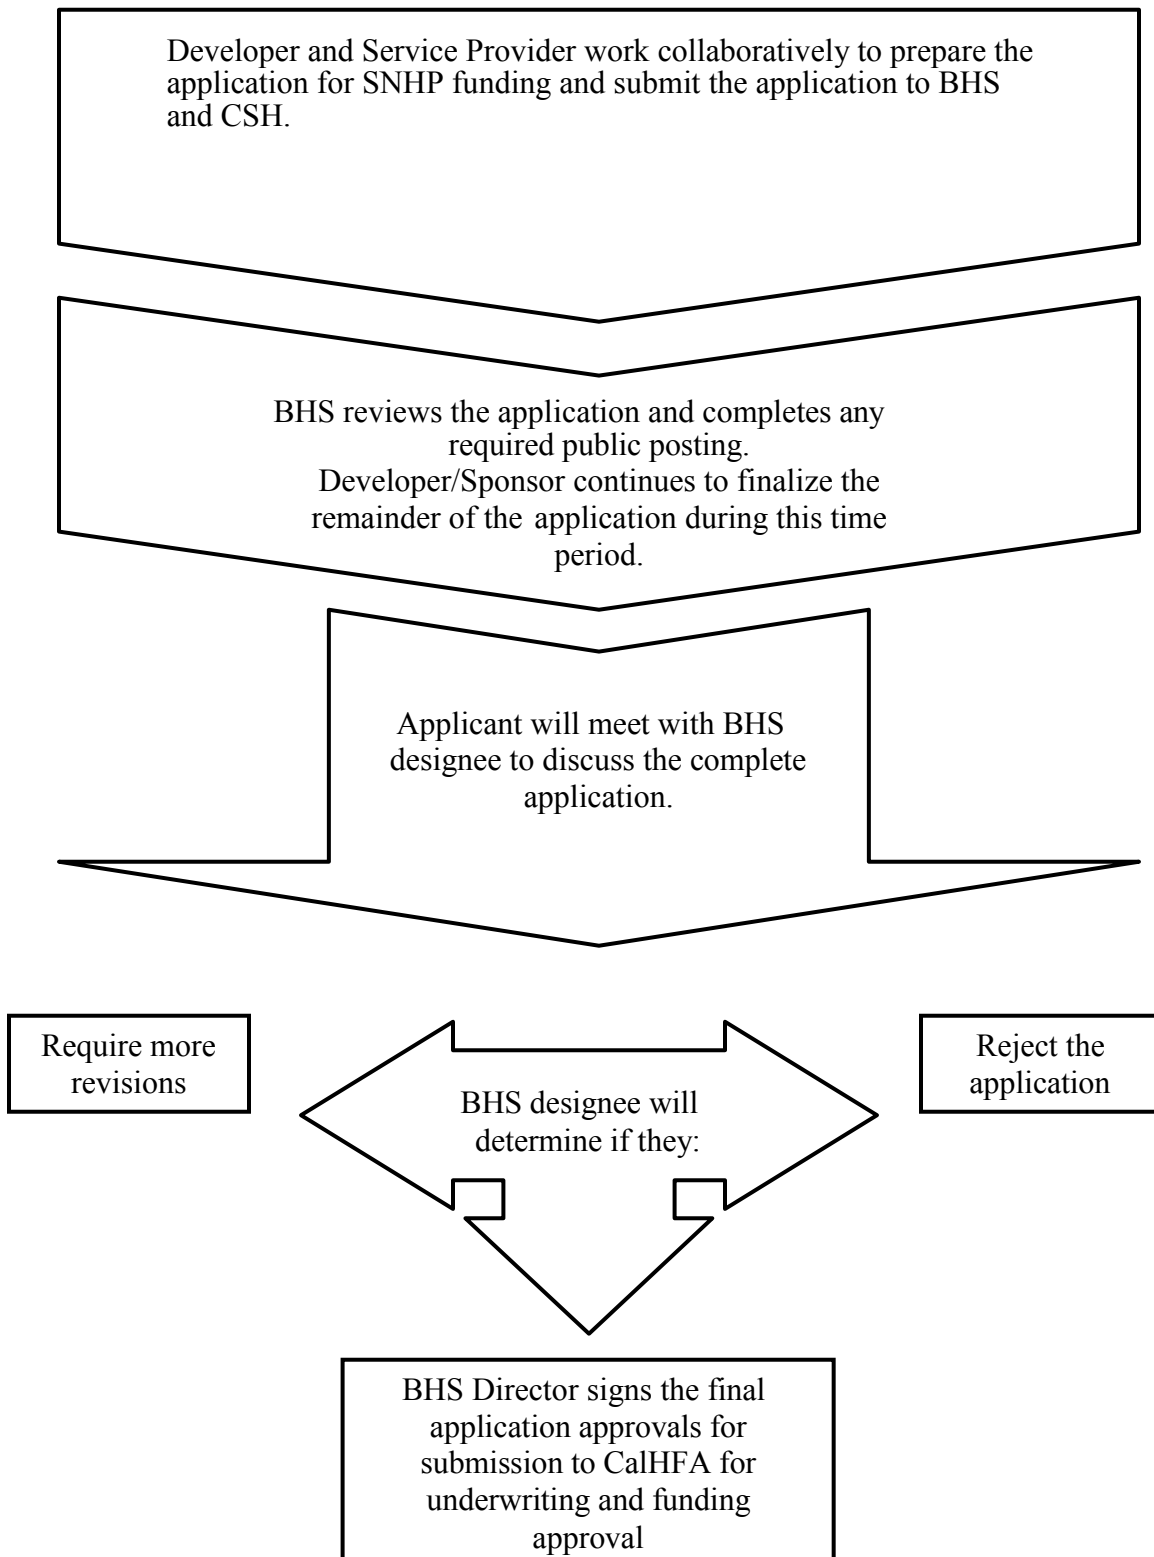 Developer and Service Provider work collaboratively to prepare the
application for SNHP funding and submit the application to BHS
and CSH.
BHS reviews the application and completes any
required public posting.
Developer/Sponsor continues to finalize the
remainder of the application during this time
period.
Applicant will meet with BHS
designee to discuss the complete
application.
Require more
revisions
BHS designee will
determine if they:
Reject the
application
BHS Director signs the final
application approvals for
submission to CalHFA for
underwriting and funding
approval